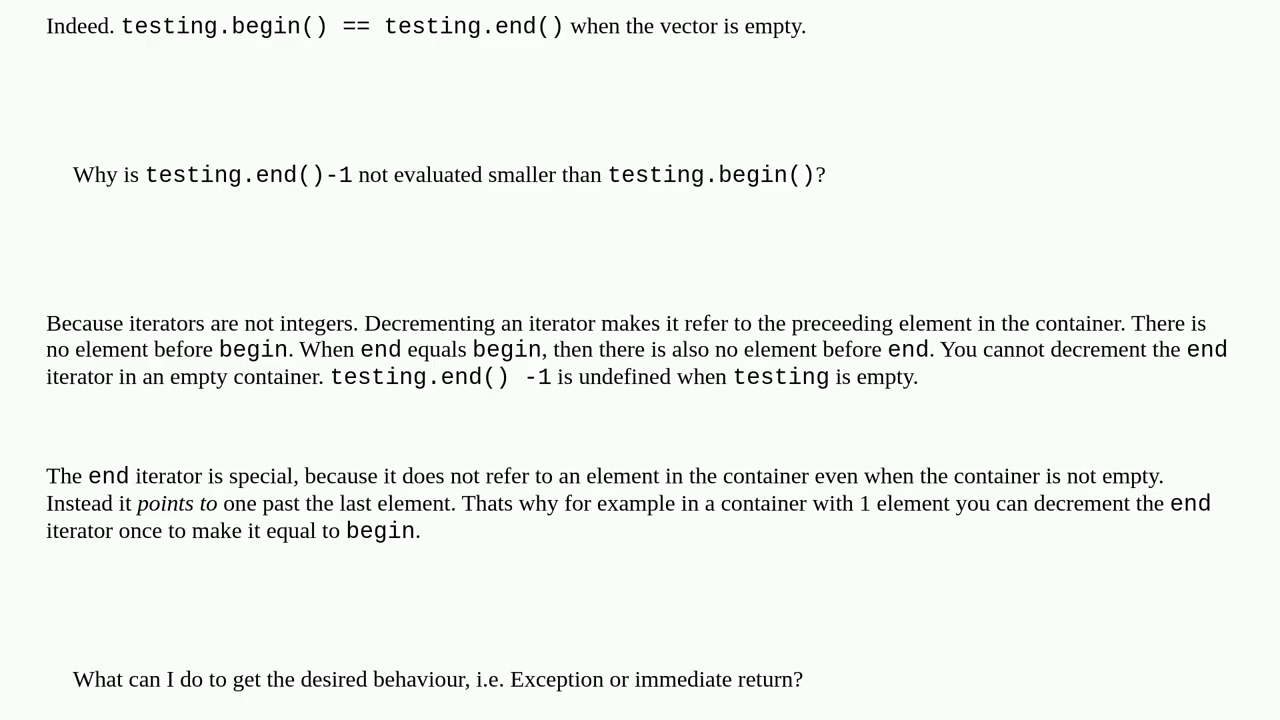 Indeed. testing.begin() == testing.end() when the vector is empty.
Why is testing.end()-1 not evaluated smaller than testing.begin()?
Because iterators are not integers. Decrementing an iterator makes it refer to the preceeding element in the container. There is
no element before begin. When end equals begin, then there is also no element before end. You cannot decrement the end
iterator in an empty container. testing.end() -1 is undefined when testing is empty.
The end iterator is special, because it does not refer to an element in the container even when the container is not empty.
Instead it points to one past the last element. Thats why for example in a container with 1 element you can decrement the end
iterator once to make it equal to begin.
What can I do to get the desired behaviour, i.e. Exception or immediate return?